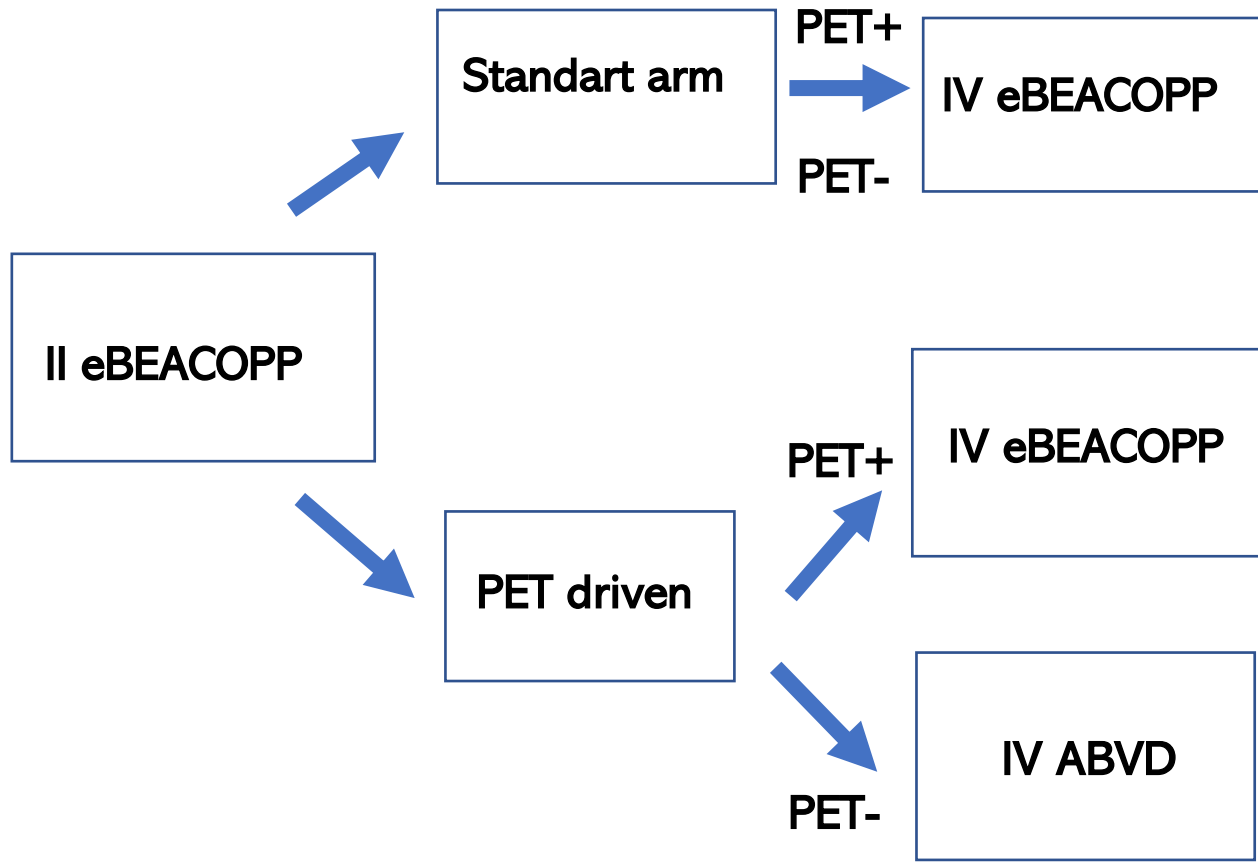 PET+
Standart arm
IV eBEACOPP
PET-
II eBEACOPP
PET+
IV eBEACOPP
PET driven
IV ABVD
PET-